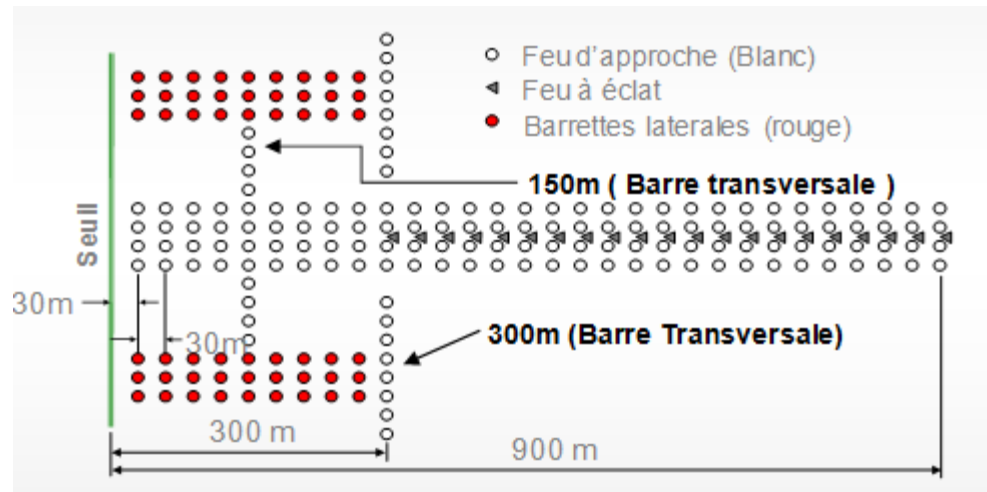 Feu d'approche (Blanc)
Feu à éclat
Barrettes laterales (rouge)
150m ( Barre transversale )
Seuil
30m
30m
300m (Barre Transversale)
300 m
900 m